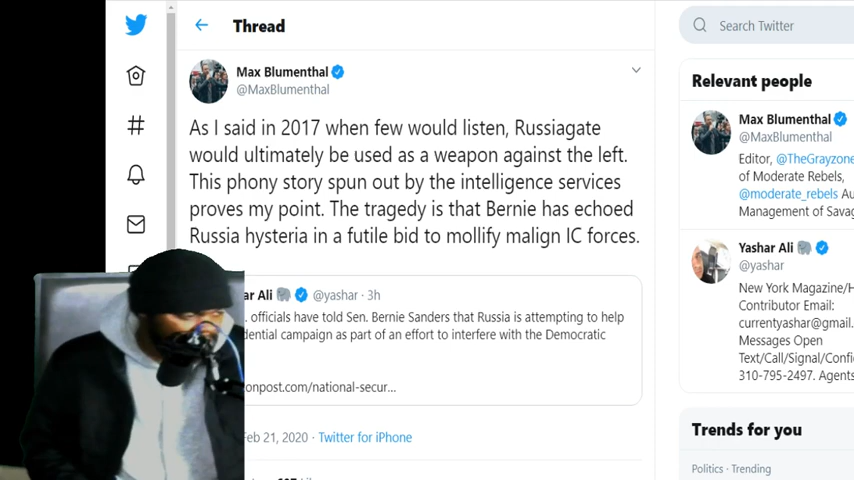 Thread
Search Twitter
Max Blumenthal
@MaxBlumenthal
As I said in 2017 when few would listen, Russiagate
would ultimately be used as a weapon against the left.
This phony story spun out by the intelligence services
proves my point. The tragedy is that Bernie has echoed
Russia hysteria in a futile bid to mollify malign IC forces.
ar Ali @yashar · 3h
. officials have told Sen. Bernie Sanders that Russia is attempting to help
dential campaign as part of an effort to interfere with the Democratic
onpost.com/national-secur...
eb 21, 2020 · Twitter for iPhone
Relevant people
Max Blumenthal
@MaxBlumenthal
Editor, @TheGrayzone
of Moderate Rebels,
@moderate_rebels Au
Management of Savag
Yashar Ali
@yashar
New York Magazine/H
Contributor Email:
currentyashar@gmail.
Messages Open
Text/Call/Signal/Confi
310-795-2497. Agents
Trends for you
Politics · Trending